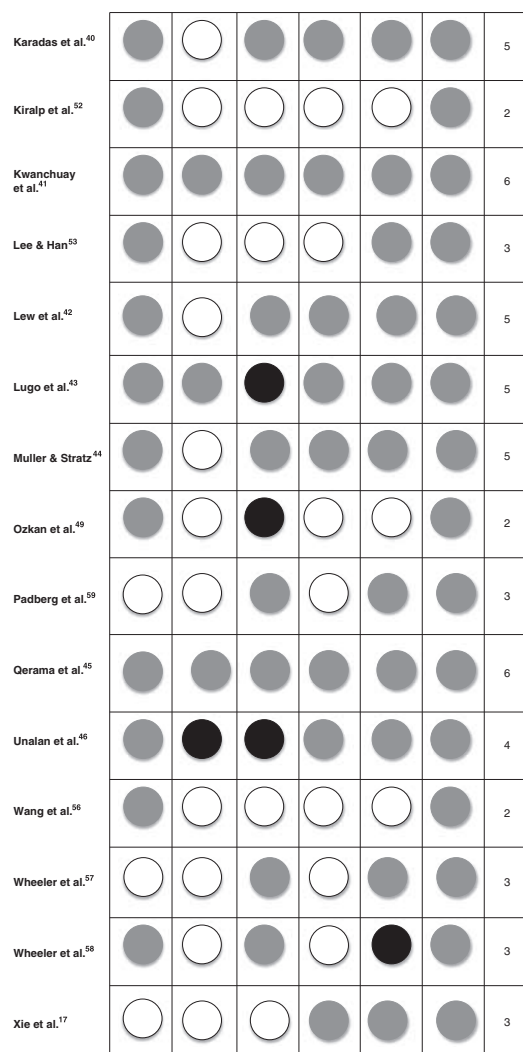 Karadas et al.40 5
Kiralp et al.52 2
Kwanchuay
et al.41 6
Lee & Han53 3
Lew et al.42 5
Lugo et al.43 5
Muller & Stratz44 5
Ozkan et al.49 2
Padberg et al.59 3
Qerama et al.45 6
Unalan et al.46 4
Wang et al.56 2
Wheeler et al.57 3
Wheeler et al.58 3
Xie et al.17 3